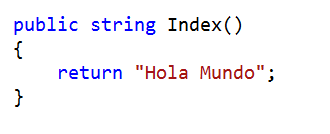 public string Index()
{
    return "Hola Mundo";
}